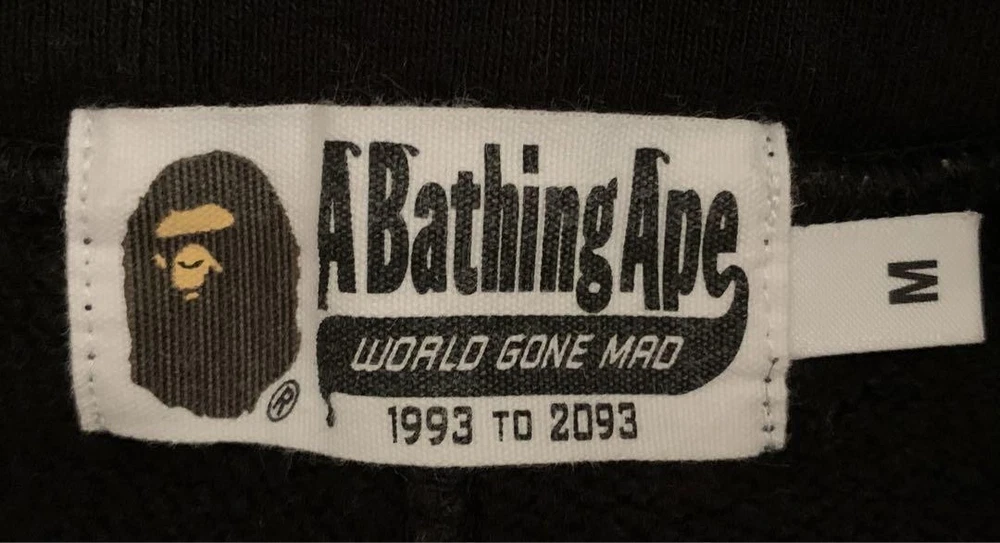 A Bathing Ape
WORLD GONE MAD
®
1993 TO 2093
M